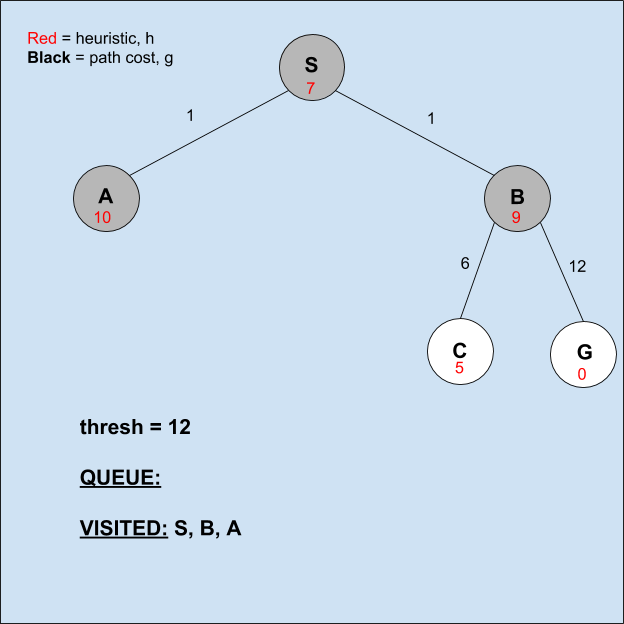 Red = heuristic, h
Black = path cost, g
S
7
1
1
A
10
B
9
6
12
C
5
G
0
thresh = 12
QUEUE:
VISITED: S, B, A